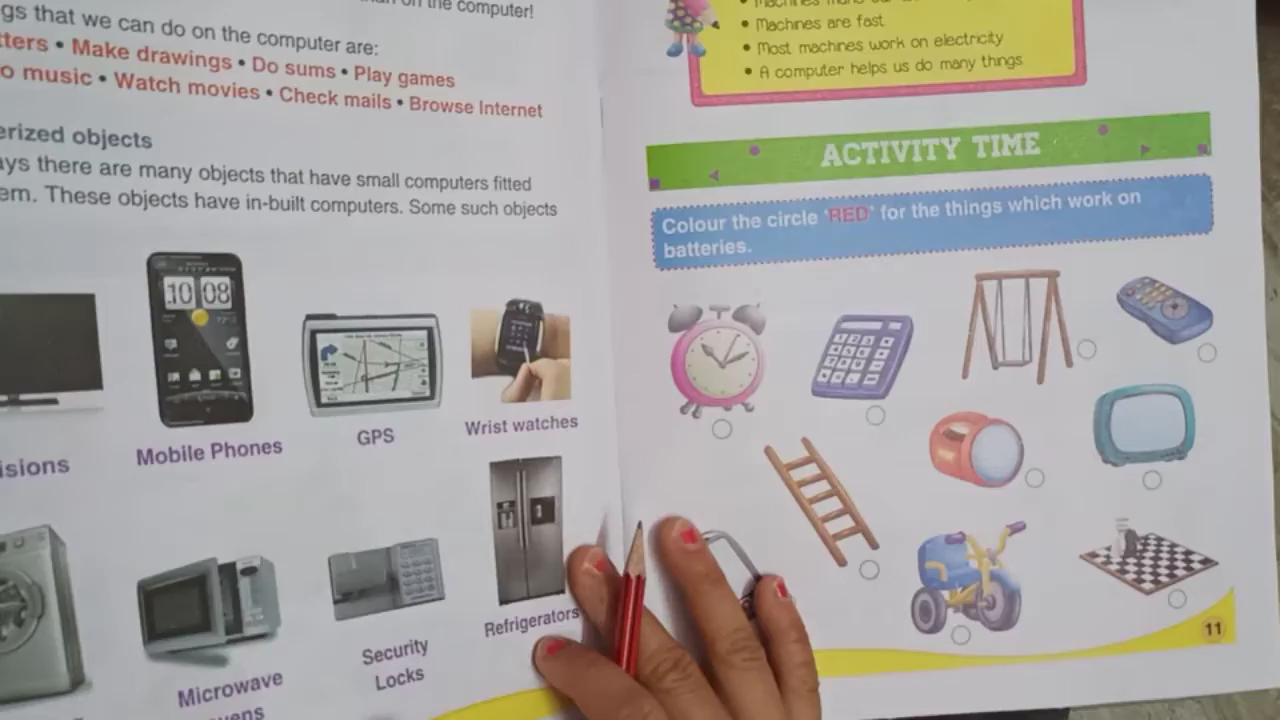 on the computer!
gs that we can do on the computer are:
tters • Make drawings • Do sums • Play games
o music • Watch movies • Check mails • Browse Internet
erized objects
ays there are many objects that have small computers fitted
em. These objects have in-built computers. Some such objects
10 08
isions
Mobile Phones
GPS
Wrist watches
Microwave
vens
Security
Locks
Refrigerators
• Machines
• Machines are fast
• Most machines work on electricity
• A computer helps us do many things
ACTIVITY TIME
Colour the circle 'RED' for the things which work on
batteries.
11